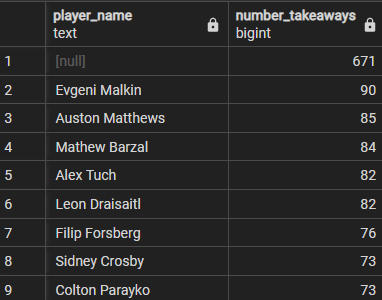 player_name number_takeaways
text bigint
1 [null] 671
2 Evgeni Malkin 90
3 Auston Matthews 85
4 Mathew Barzal 84
5 Alex Tuch 82
6 Leon Draisaitl 82
7 Filip Forsberg 76
8 Sidney Crosby 73
9 Colton Parayko 73